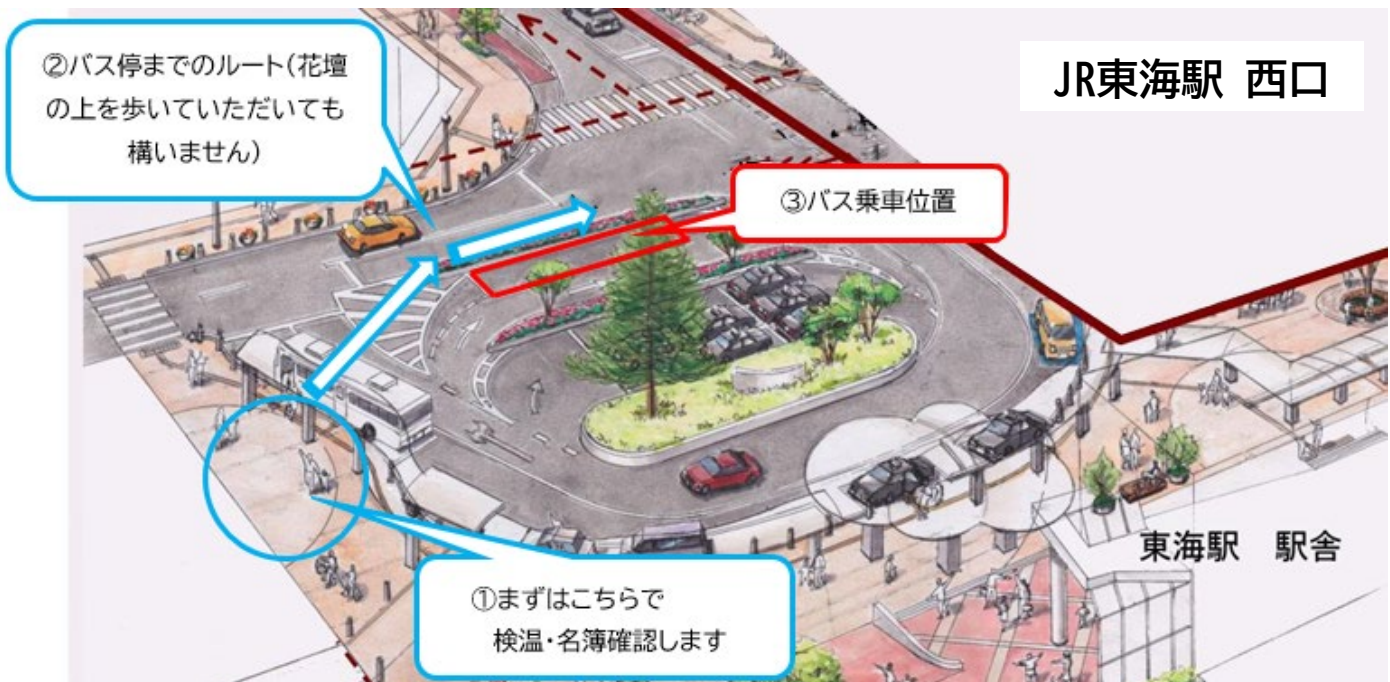 JR東海駅 西口
②バス停までのルート(花壇
の上を歩いていただいても
構いません)
③バス乗車位置
①まずはこちらで
検温・名簿確認します
東海駅 駅舎